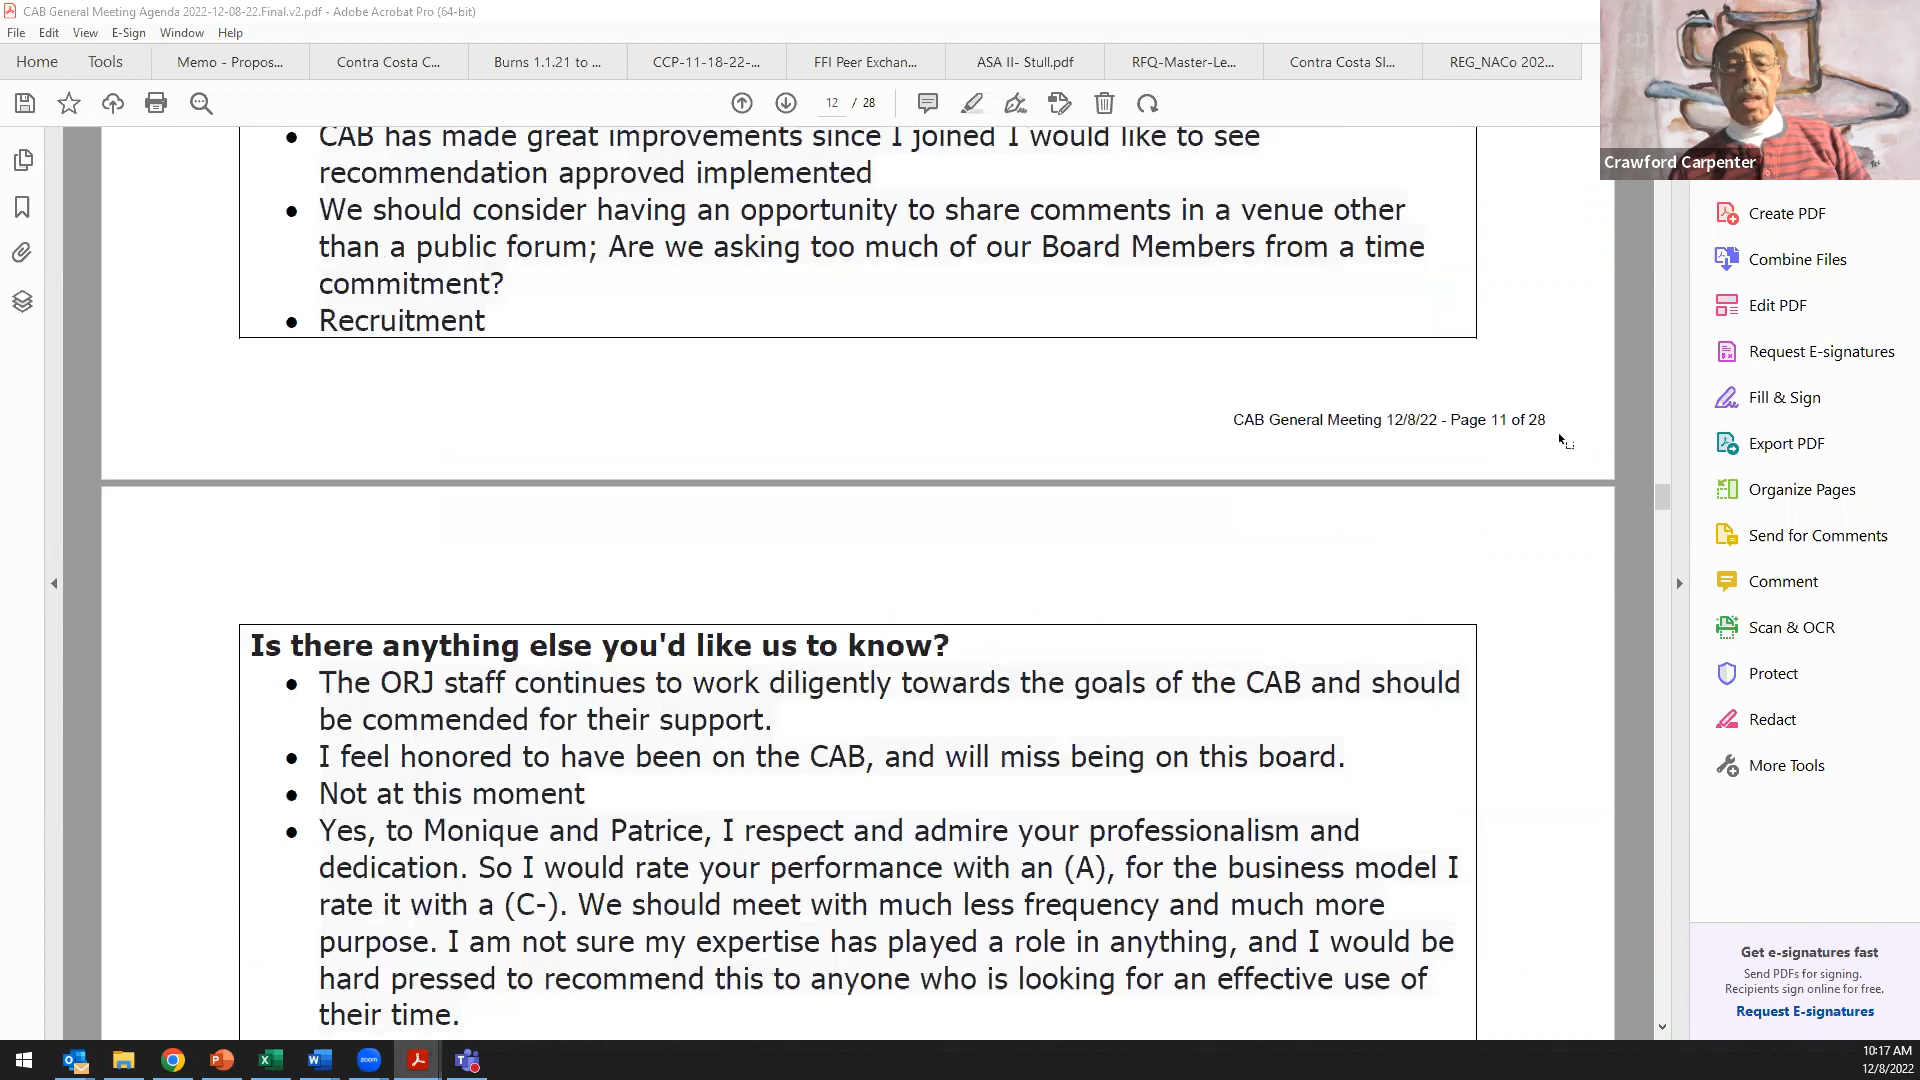 CAB General Meeting Agenda 2022-12-08-22.Final.v2.pdf - Adobe Acrobat Pro (64-bit)
File Edit View E-Sign Window Help
Home Tools Memo - Propos... Contra Costa C... Burns 1.1.21 to ... CCP-11-18-22-... FFI Peer Exchan... ASA II- Stull.pdf RFQ-Master-Le... Contra Costa Sl... REG_NACo 202...
12 / 28
• CAB has made great improvements since I joined I would like to see
recommendation approved implemented
• We should consider having an opportunity to share comments in a venue other
than a public forum; Are we asking too much of our Board Members from a time
commitment?
• Recruitment
CAB General Meeting 12/8/22 - Page 11 of 28
Is there anything else you'd like us to know?
• The ORJ staff continues to work diligently towards the goals of the CAB and should
be commended for their support.
• I feel honored to have been on the CAB, and will miss being on this board.
• Not at this moment
• Yes, to Monique and Patrice, I respect and admire your professionalism and
dedication. So I would rate your performance with an (A), for the business model I
rate it with a (C-). We should meet with much less frequency and much more
purpose. I am not sure my expertise has played a role in anything, and I would be
hard pressed to recommend this to anyone who is looking for an effective use of
their time.
Crawford Carpenter
Create PDF
Combine Files
Edit PDF
Request E-signatures
Fill & Sign
Export PDF
Organize Pages
Send for Comments
Comment
Scan & OCR
Protect
Redact
More Tools
Get e-signatures fast
Send PDFs for signing.
Recipients sign online for free.
Request E-signatures
zoom
10:17 AM
12/8/2022